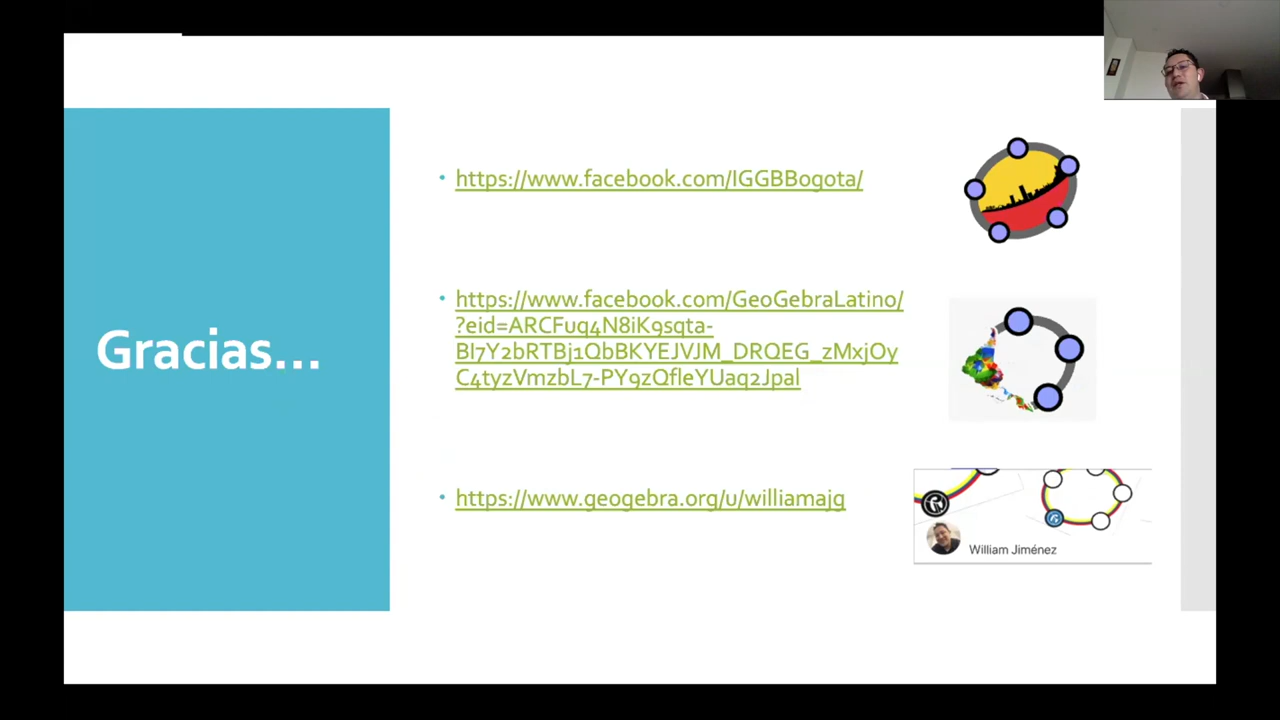 Gracias...
https://www.facebook.com/IGGBBogota/
https://www.facebook.com/GeoGebraLatino/
?eid=ARCFuq4N8iK9sqta-
BI7Y2bRTBj1QbBKYEJVJM_DRQEG_zMxjOy
C4tyzVmzbL7-PY9zQfleYUaq2Jpal
https://www.geogebra.org/u/williamajg
William Jiménez